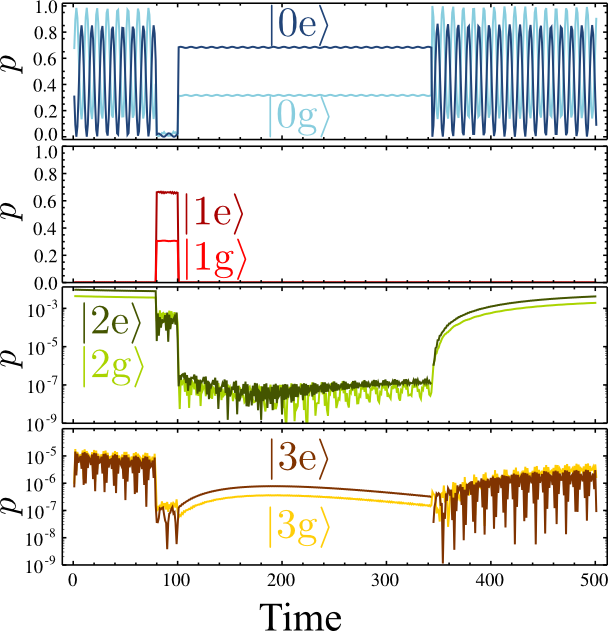 1.0
0.8
0.6
0.4
0.2
0.0
p
|0e⟩
|0g⟩
1.0
0.8
0.6
0.4
0.2
0.0
p
|1e⟩
|1g⟩
10⁻³
10⁻⁵
10⁻⁷
10⁻⁹
p
|2e⟩
|2g⟩
10⁻⁵
10⁻⁶
10⁻⁷
10⁻⁸
10⁻⁹
p
|3e⟩
|3g⟩
0 100 200 300 400 500
Time